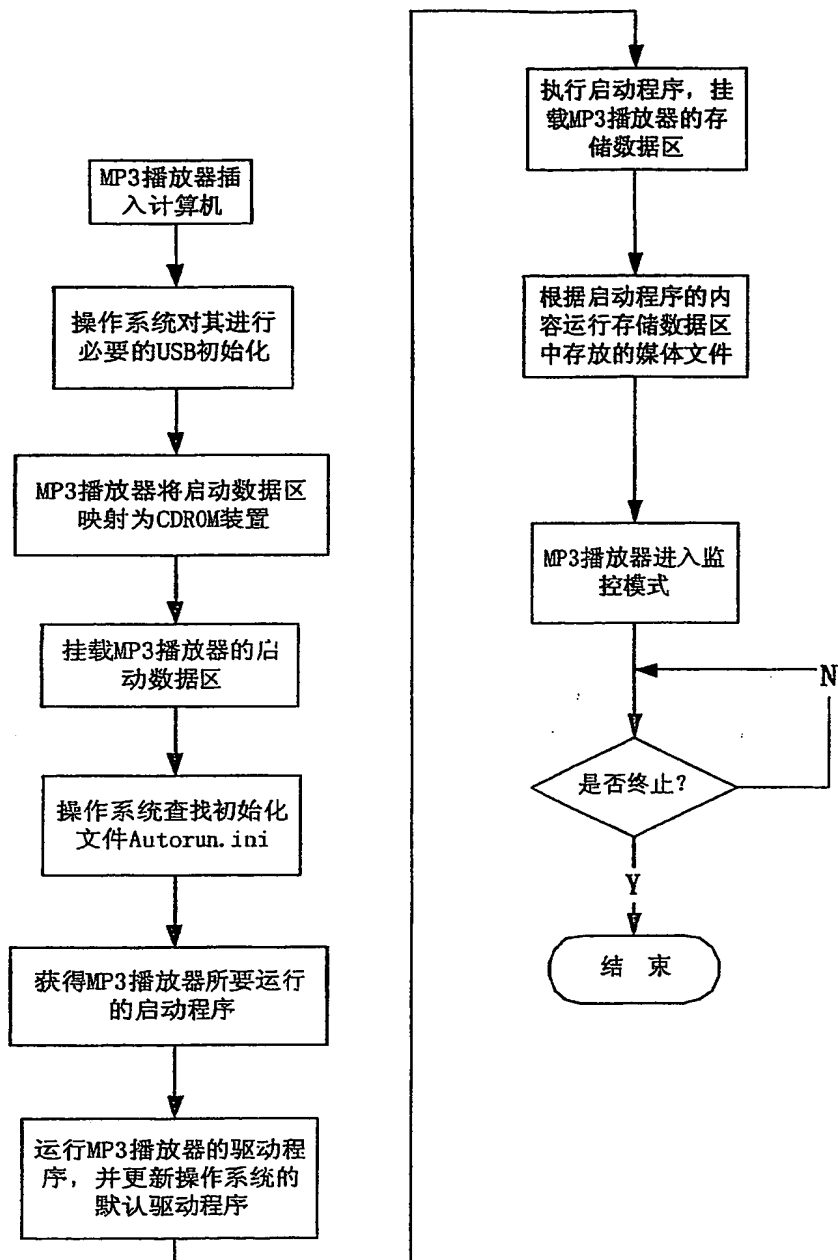 MP3播放器插
入计算机
操作系统对其进行
必要的USB初始化
MP3播放器将启动数据区
映射为CDROM装置
挂载MP3播放器的启
动数据区
操作系统查找初始化
文件Autorun.ini
获得MP3播放器所要运行
的启动程序
运行MP3播放器的驱动程
序，并更新操作系统的
默认驱动程序
执行启动程序，挂
载MP3播放器的存
储数据区
根据启动程序的内
容运行存储数据区
中存放的媒体文件
MP3播放器进入监
控模式
N
是否终止？
Y
结 束